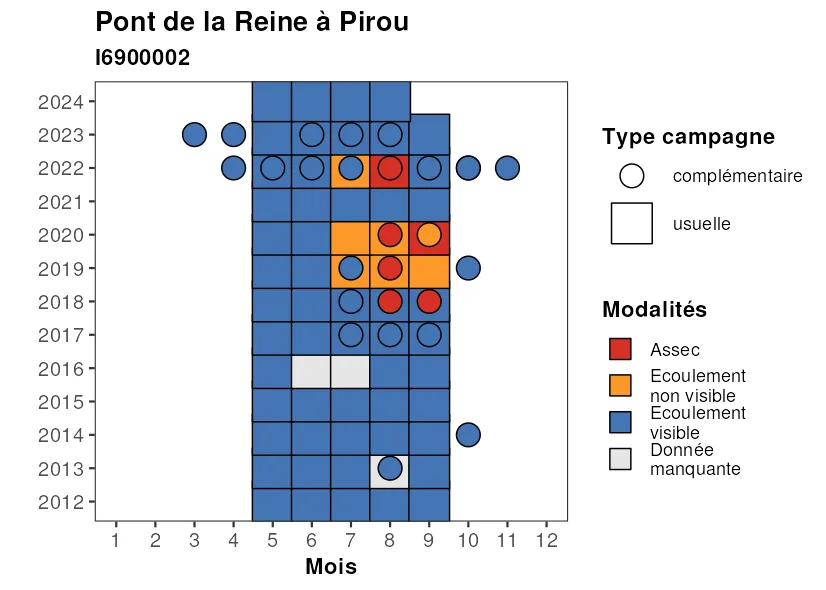 Pont de la Reine à Pirou
I6900002
2024
2023
2022
2021
2020
2019
2018
2017
2016
2015
2014
2013
2012
1 2 3 4 5 6 7 8 9 10 11 12
Mois
Type campagne
complémentaire
usuelle
Modalités
Assec
Ecoulement
non visible
Ecoulement
visible
Donnée
manquante